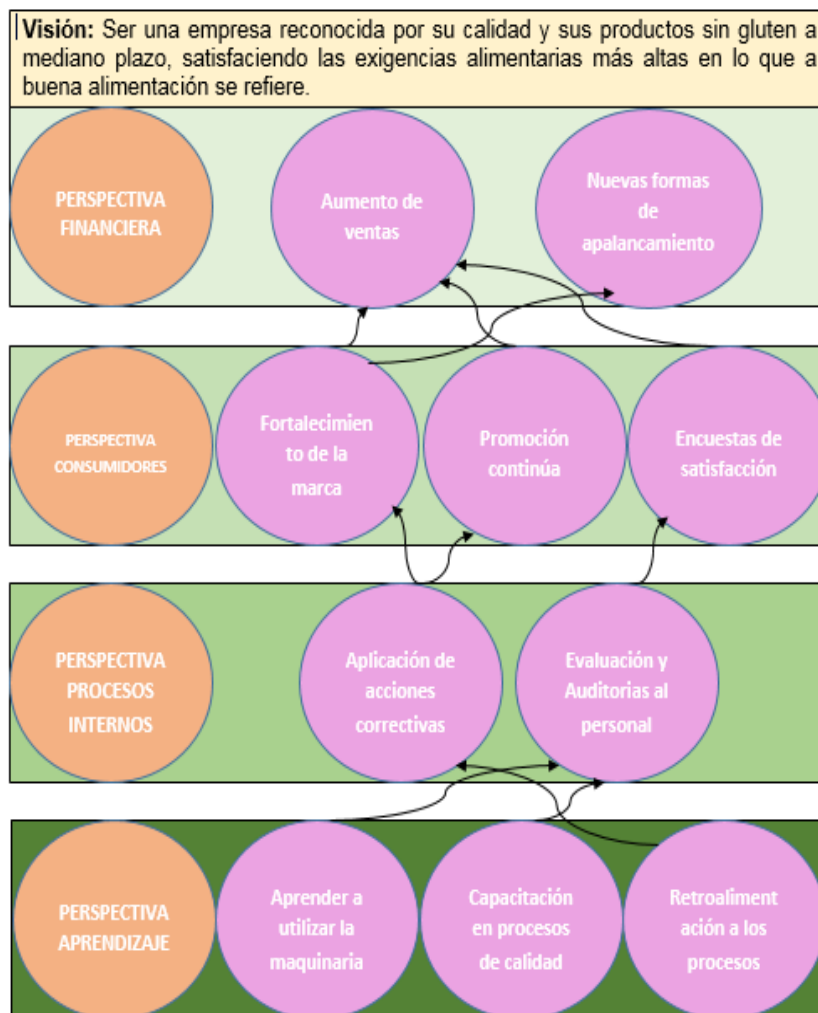 Visión: Ser una empresa reconocida por su calidad y sus productos sin gluten a
mediano plazo, satisfaciendo las exigencias alimentarias más altas en lo que a
buena alimentación se refiere.
PERSPECTIVA
FINANCIERA
Aumento de
ventas
Nuevas formas
de
apalancamiento
PERSPECTIVA
CONSUMIDORES
Fortalecimien
to de la
marca
Promoción
continúa
Encuestas de
satisfacción
PERSPECTIVA
PROCESOS
INTERNOS
Aplicación de
acciones
correctivas
Evaluación y
Auditorias al
personal
PERSPECTIVA
APRENDIZAJE
Aprender a
utilizar la
maquinaria
Capacitación
en procesos
de calidad
Retroaliment
ación a los
procesos